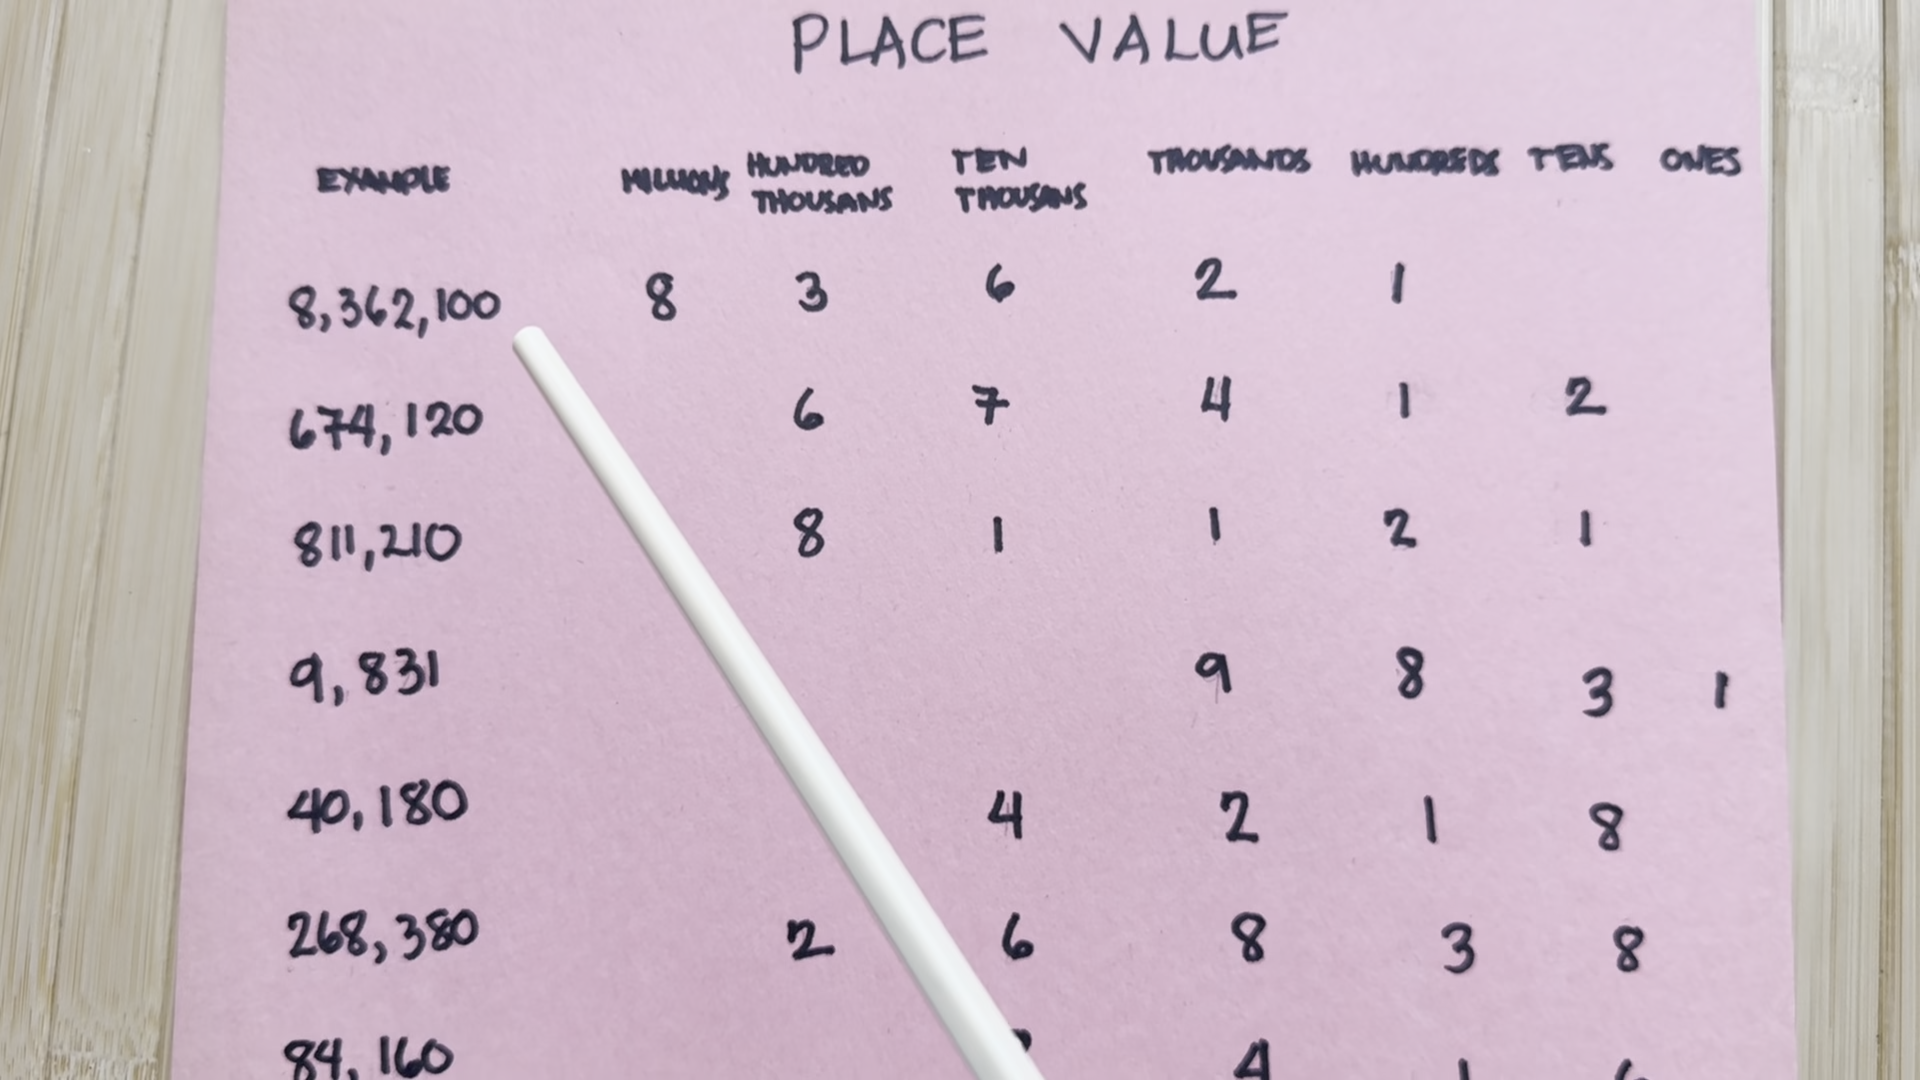 PLACE VALUE
EXAMPLE MILLIONS HUNDRED THOUSANS TEN THOUSANS THOUSANDS HUNDREDS TENS ONES
8,362,100 8 3 6 2 1
674,120 6 7 4 1 2
811,210 8 1 1 2 1
9,831 9 8 3 1
40,180 4 2 1 8
268,380 2 6 8 3 8
84,160 4 1 6